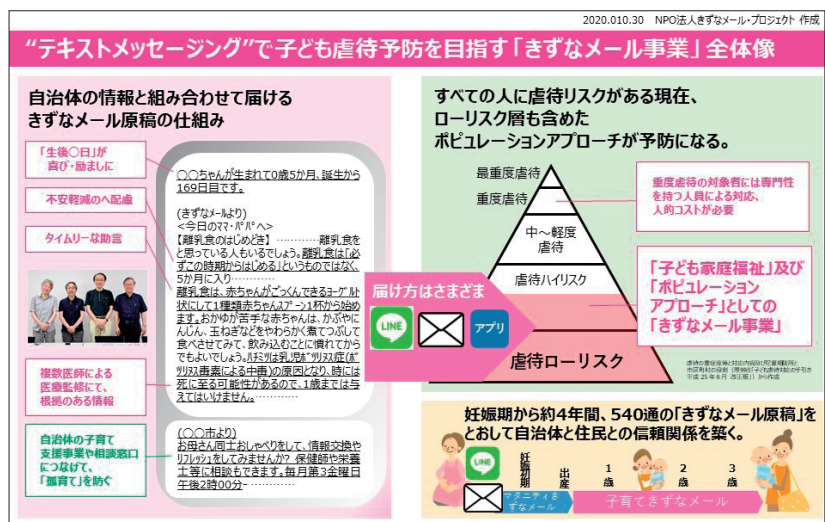 2020.010.30 NPO法人きずなメール・プロジェクト 作成
“テキストメッセージング”で子ども虐待予防を目指す「きずなメール事業」全体像
自治体の情報と組み合わせて届ける
きずなメール原稿の仕組み
「生後〇日」が
喜び・励ましに
不安軽減のへ配慮
タイムリーな助言
複数医師による
医療監修にて、
根拠のある情報
自治体の子育て
支援事業や相談窓口
につなげて、
「孤育て」を防ぐ
〇〇ちゃんが生まれて0歳5か月、誕生から
169日目です。
(きずなメールより)
<今日のママ・パパへ>
【離乳食のはじめどき】…………離乳食を
と思っている人もいるでしょう。離乳食は「必
ずこの時期からはじめる」というものではなく、
5か月に入り…………
離乳食は、赤ちゃんがごっくんできるヨーグルト
状にして1種類赤ちゃんスプーン1杯から始め
ます。おかゆが苦手な赤ちゃんは、かぶやに
んじん、玉ねぎなどをやわらかく煮てつぶして
食べさせてみて、飲み込むことに慣れてから
でもよいでしょう。ハチミツは乳児ボツリヌス症(ボ
ツリヌス毒素による中毒)の原因となり、時には
死に至る可能性があるので、1歳までは与
えてはいけません。…………
(〇〇市より)
お母さん同士おしゃべりをして、情報交換や
リフレッシュをしてみませんか? 保健師や栄養
士等に相談もできます。毎月第3金曜日
午後2時00分-…………
届け方はさまざま
LINE
アプリ
すべての人に虐待リスクがある現在、
ローリスク層も含めた
ポピュレーションアプローチが予防になる。
最重度虐待
重度虐待
中～軽度
虐待
虐待ハイリスク
虐待ローリスク
重度虐待の対象者には専門性
を持つ人員による対応、
人的コストが必要
「子ども家庭福祉」及び
「ポピュレーション
アプローチ」としての
「きずなメール事業」
妊娠期から約4年間、540通の「きずなメール原稿」を
とおして自治体と住民との信頼関係を築く。
LINE
妊娠初期
出産
1歳
2歳
3歳
マタニティき
ずなメール
子育てきずなメール